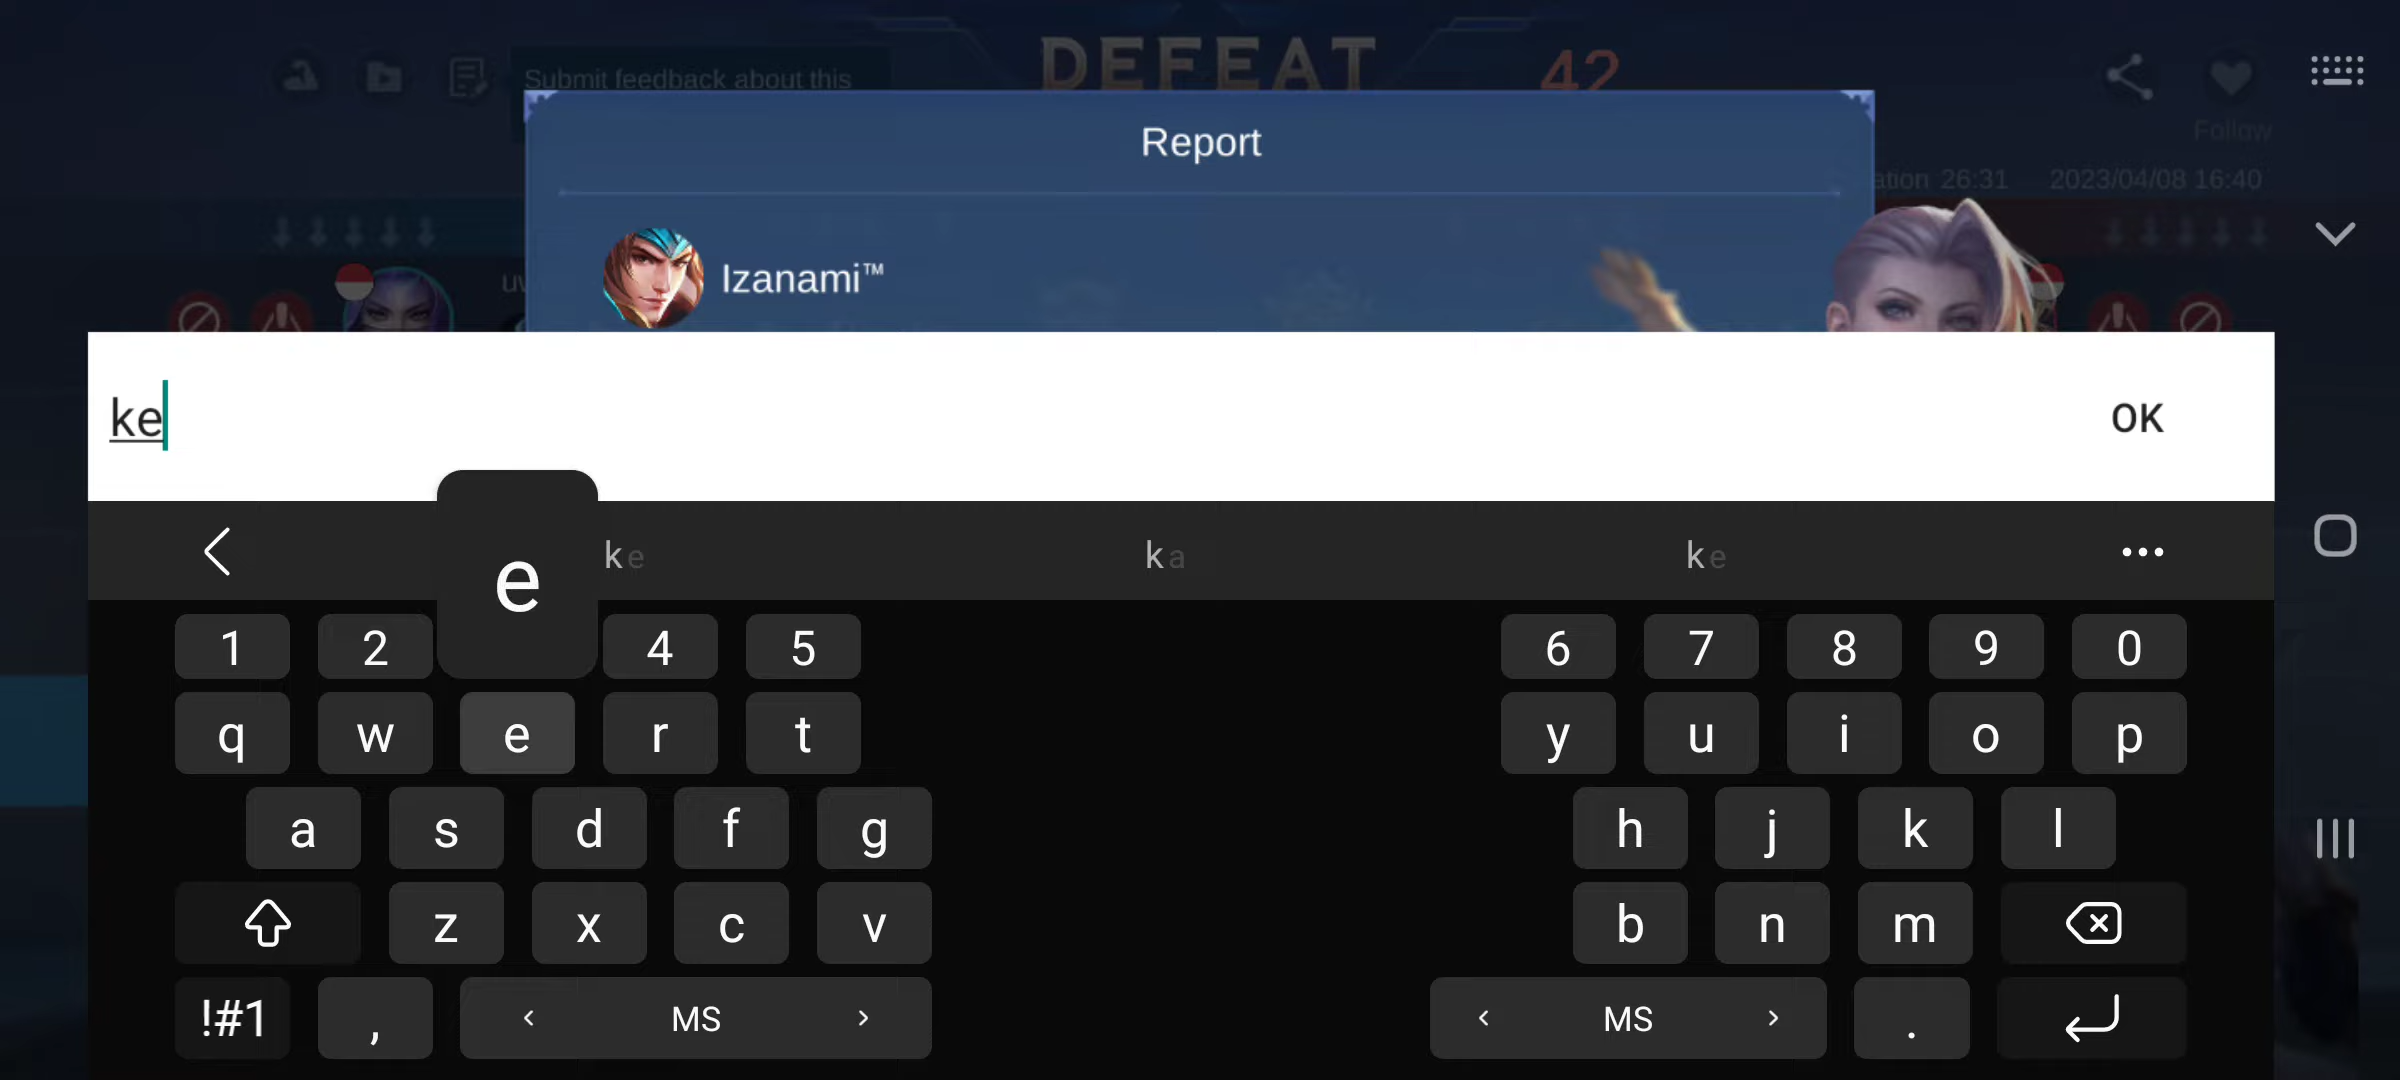 DEFEAT
42
Submit feedback about this
Report
Follow
ation 26:31 2023/04/08 16:40
Izanami™
ke
OK
ke ka ke
e
1 2 4 5 6 7 8 9 0
q w e r t y u i o p
a s d f g h j k l
z x c v b n m
!#1 , < MS > < MS > .